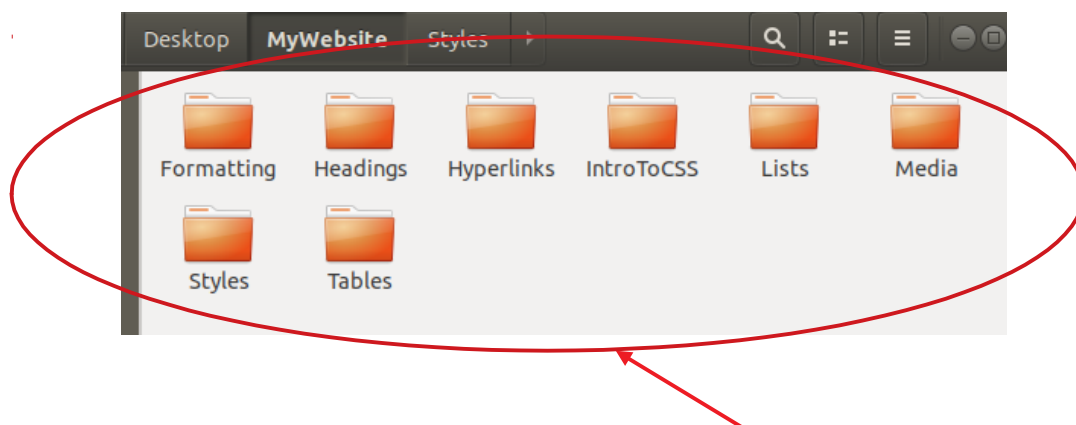 Desktop MyWebsite Styles
Formatting Headings Hyperlinks IntroToCSS Lists Media
Styles Tables